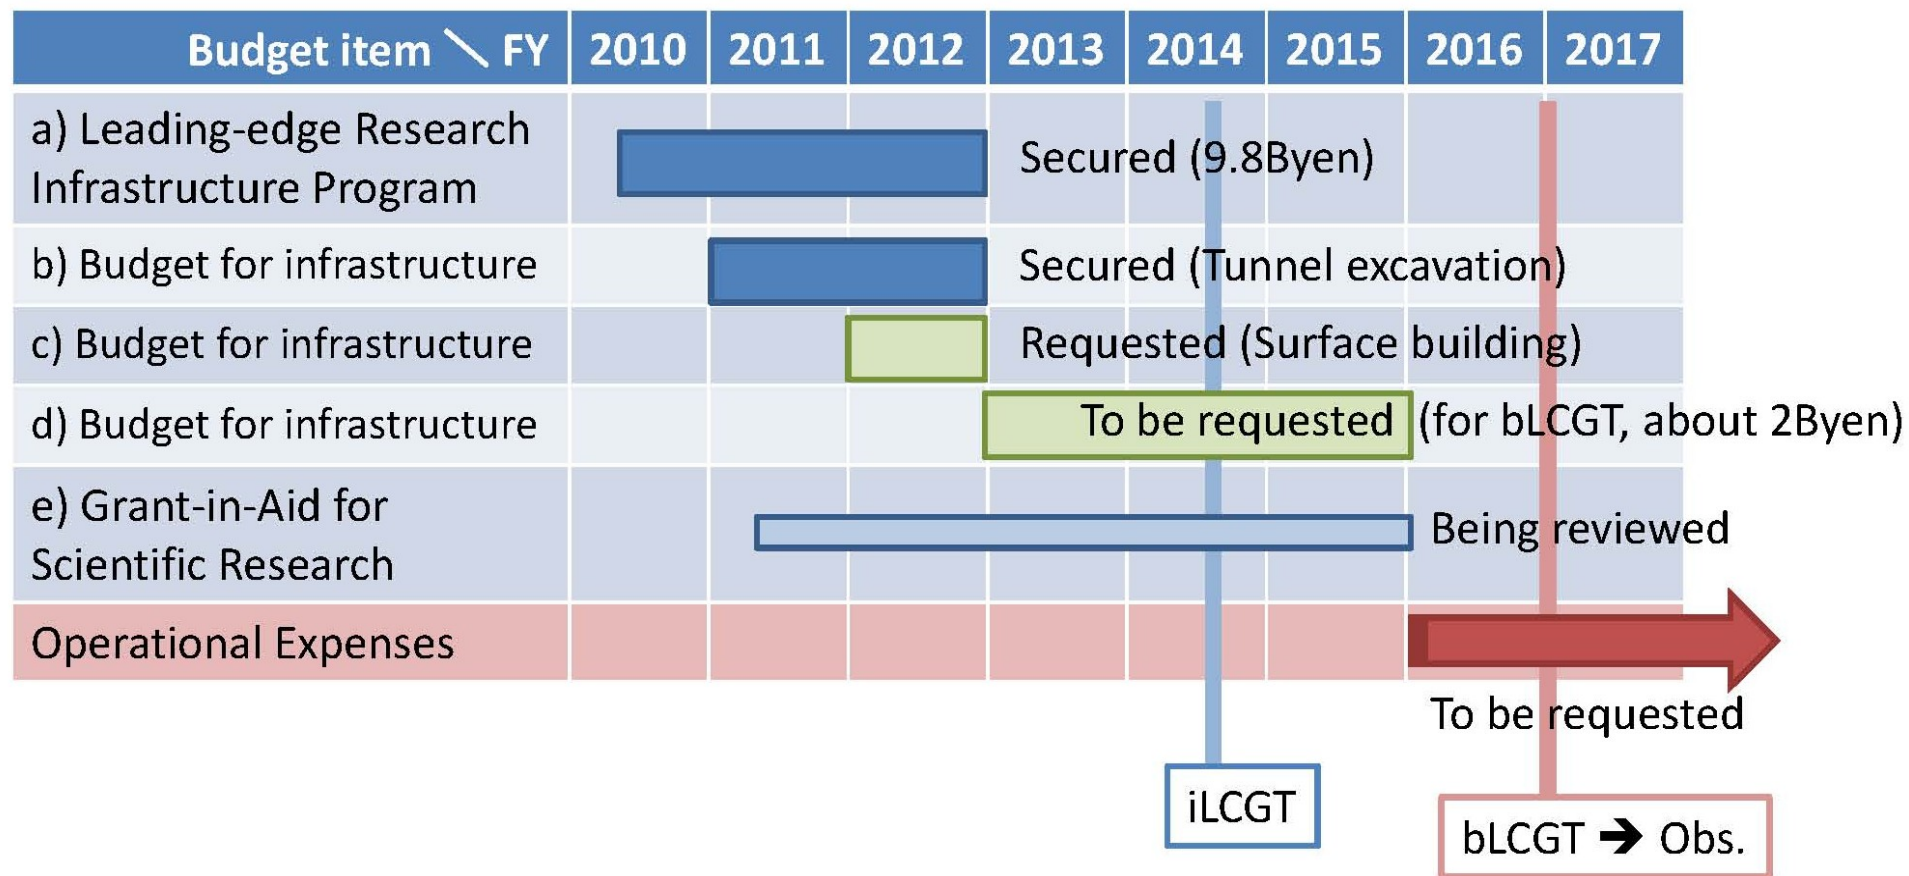 Budget item ＼ FY 2010 2011 2012 2013 2014 2015 2016 2017
a) Leading-edge Research
Infrastructure Program
Secured (9.8Byen)
b) Budget for infrastructure
Secured (Tunnel excavation)
c) Budget for infrastructure
Requested (Surface building)
d) Budget for infrastructure
To be requested (for bLCGT, about 2Byen)
e) Grant-in-Aid for
Scientific Research
Being reviewed
Operational Expenses
To be requested
iLCGT
bLCGT ➔ Obs.